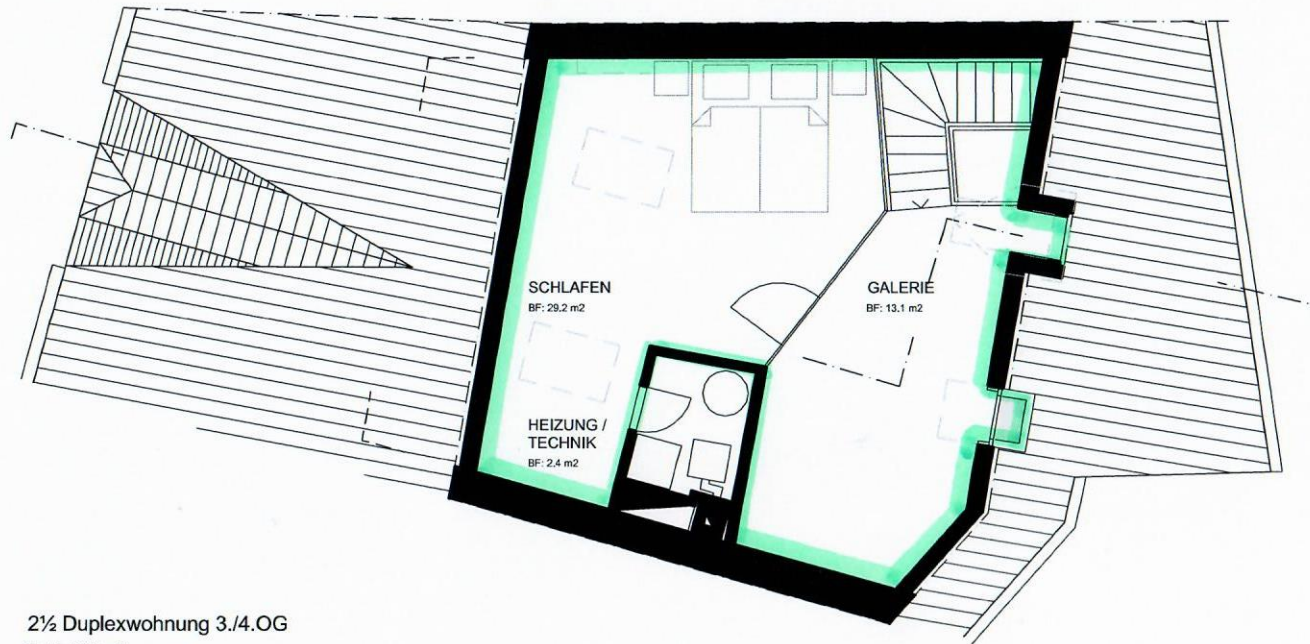 SCHLAFEN
BF: 29.2 m2
GALERIE
BF: 13.1 m2
HEIZUNG /
TECHNIK
BF: 2.4 m2
2½ Duplexwohnung 3./4.OG